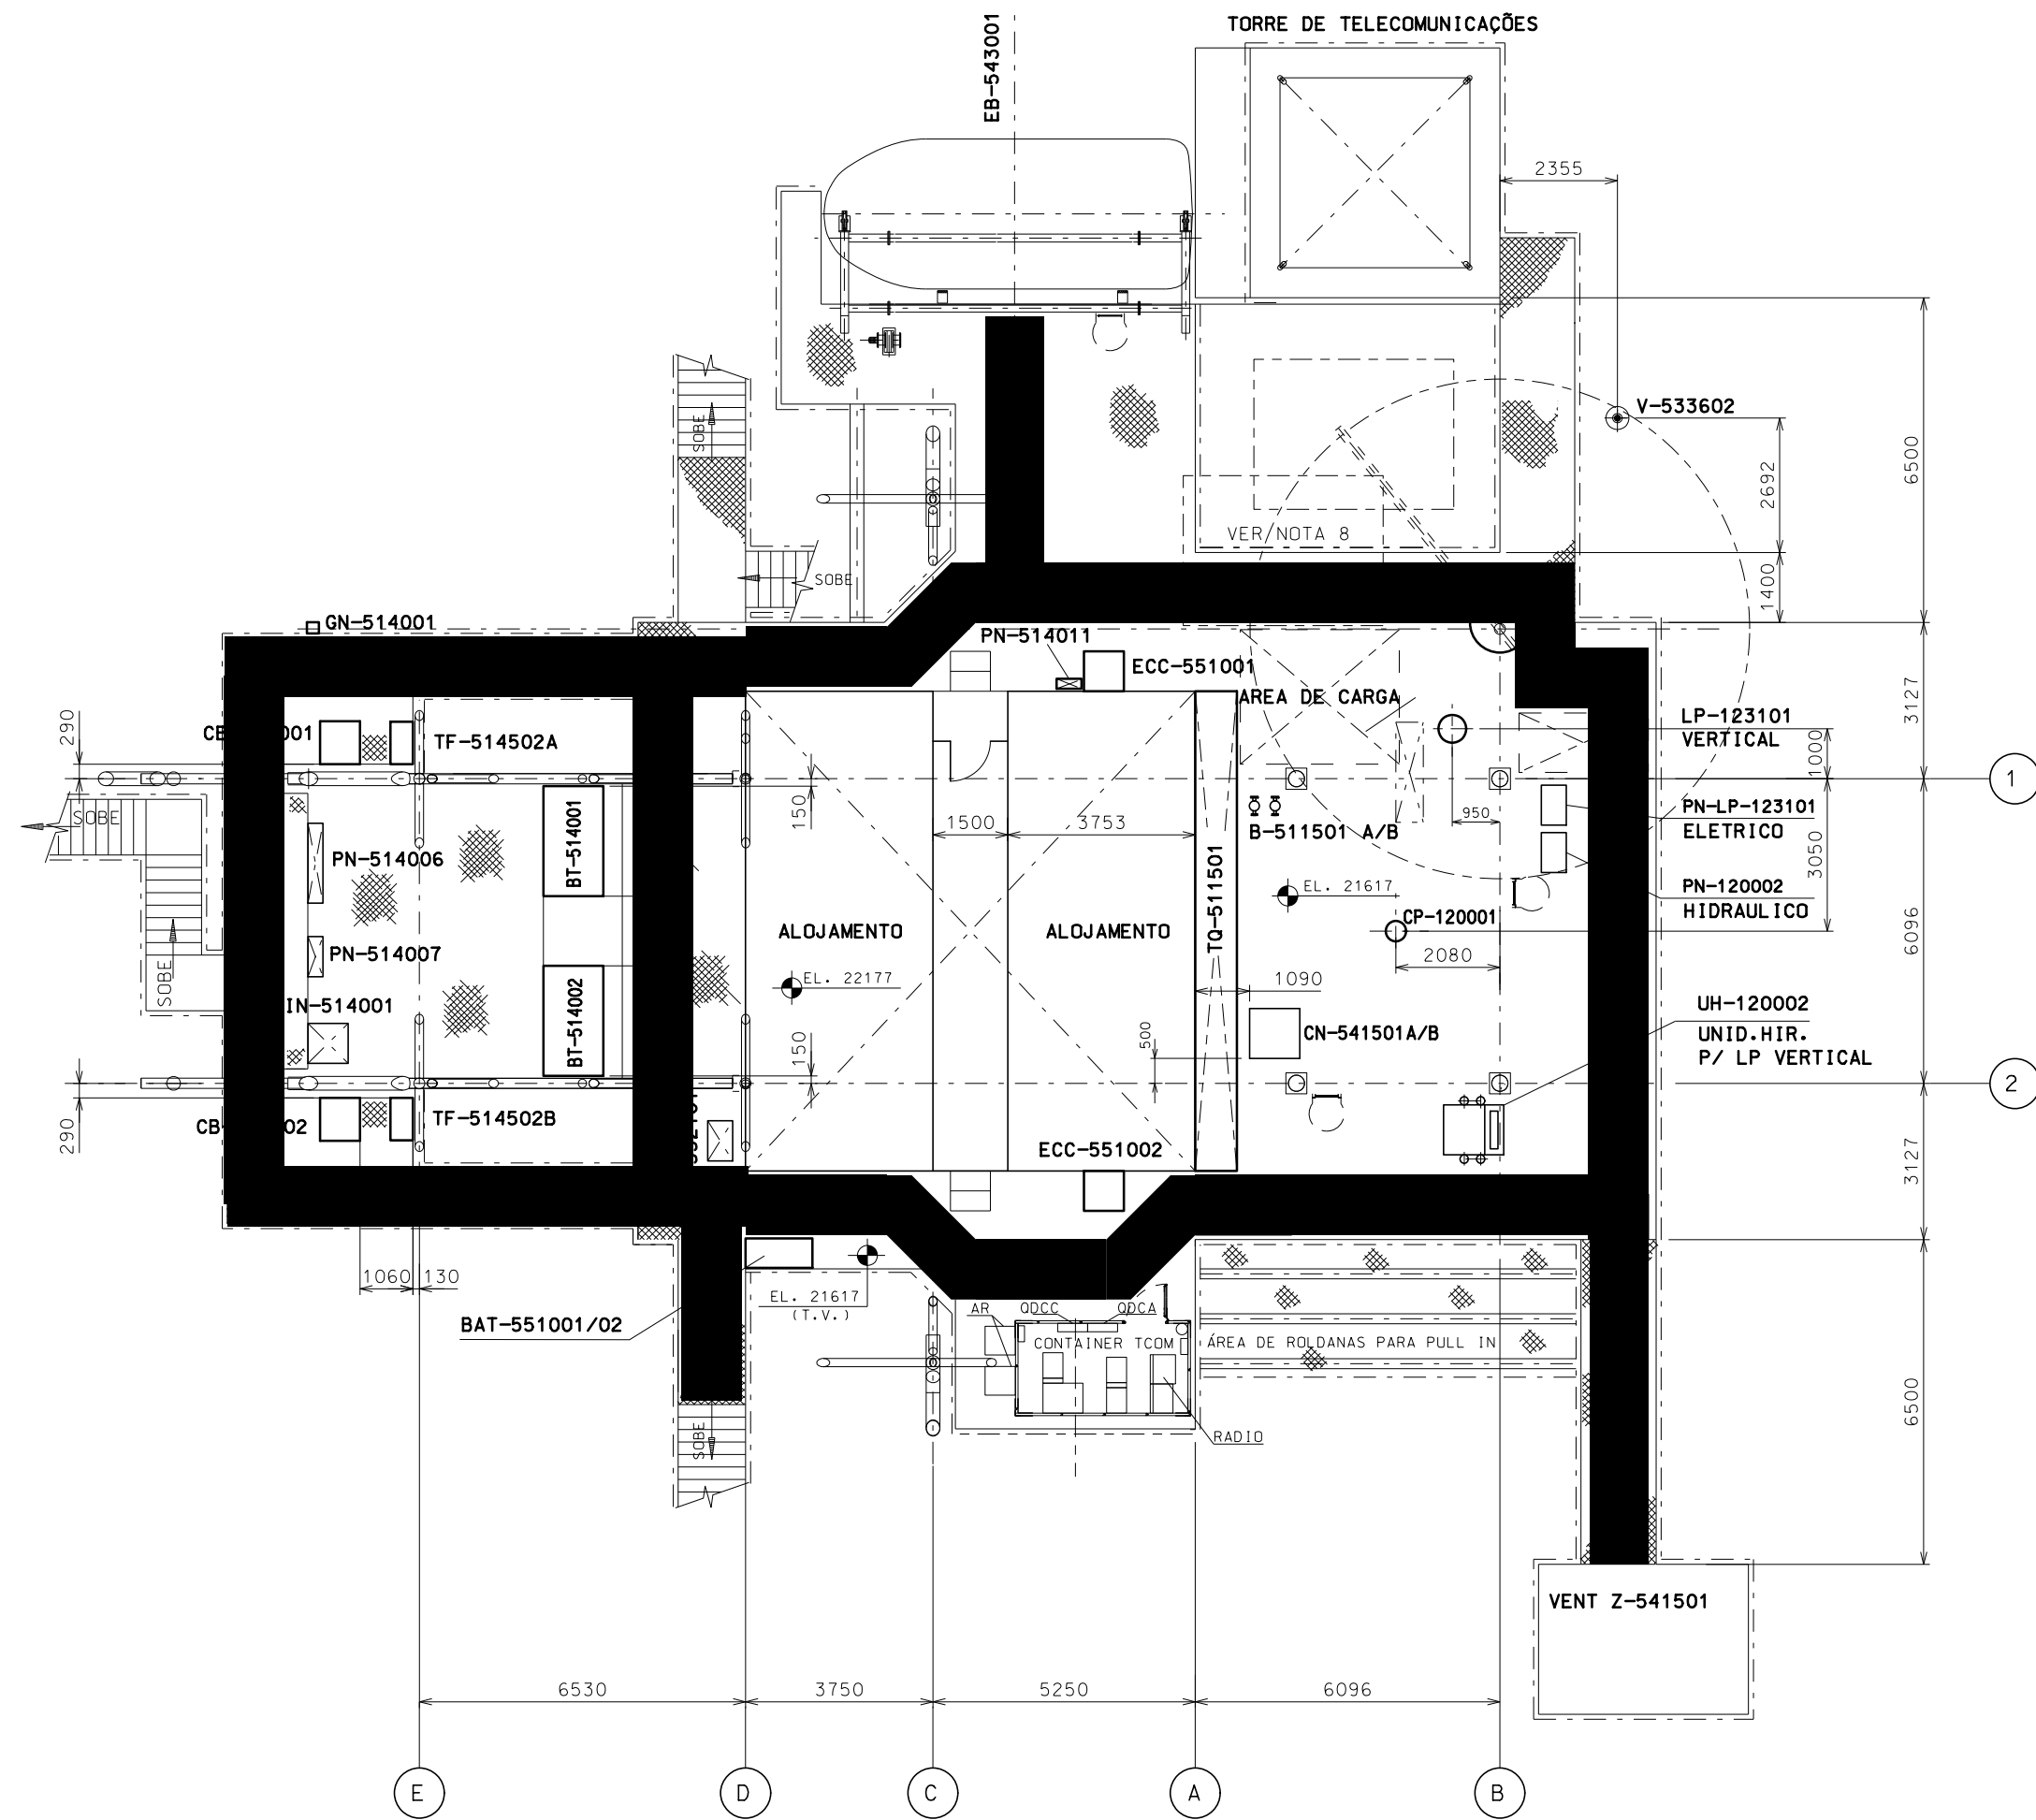 TORRE DE TELECOMUNICAÇÕES
EB-543001
2355
V-533602
6500
2692
SOBE
VER NOTA 8
SOBE
1400
GN-514001
PN-514011
ECC-551001
AREA DE CARGA
3127
LP-123101
VERTICAL
1000
290
TF-514502A
1
SOBE
150
1500
3753
B-511501 A/B
950
PN-LP-123101
ELETRICO
3050
PN-514006
BT-514001
TQ-511501
EL. 21617
PN-120002
HIDRAULICO
CP-120001
ALOJAMENTO
ALOJAMENTO
6096
PN-514007
2080
SOBE
EL. 22177
1090
IN-514001
BT-514002
UH-120002
UNID.HIR.
P/ LP VERTICAL
CN-541501A/B
500
150
2
290
TF-514502B
ECC-551002
3127
1060
130
EL. 21617
(T.V.)
BAT-551001/02
AR
QDCC
QDCA
CONTAINER TCOM
ÁREA DE ROLDANAS PARA PULL IN
6500
SOBE
RADIO
VENT Z-541501
6530
3750
5250
6096
E
D
C
A
B